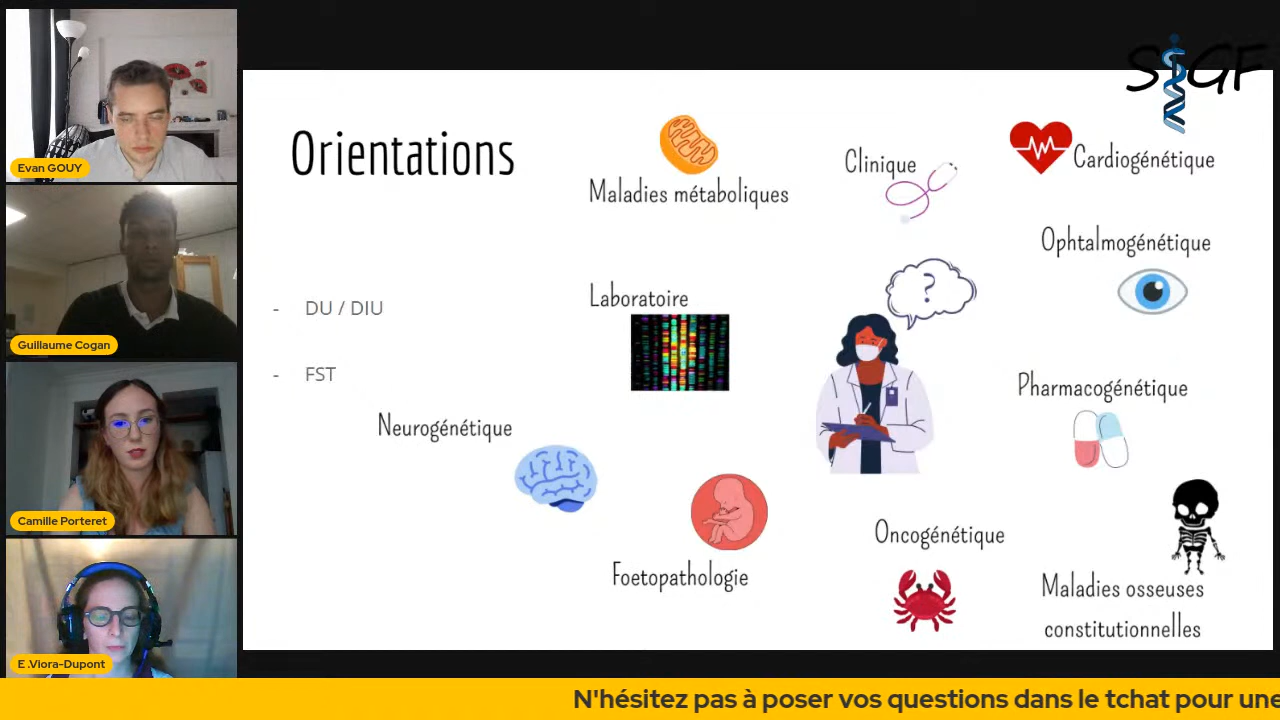 Evan GOUY
Guillaume Cogan
Camille Porteret
E .Viora-Dupont
SIGF
Orientations
Maladies métaboliques
Clinique
Cardiogénétique
Ophtalmogénétique
?
- DU / DIU
Laboratoire
- FST
Pharmacogénétique
Neurogénétique
Oncogénétique
Foetopathologie
Maladies osseuses
constitutionnelles
N'hésitez pas à poser vos questions dans le tchat pour une